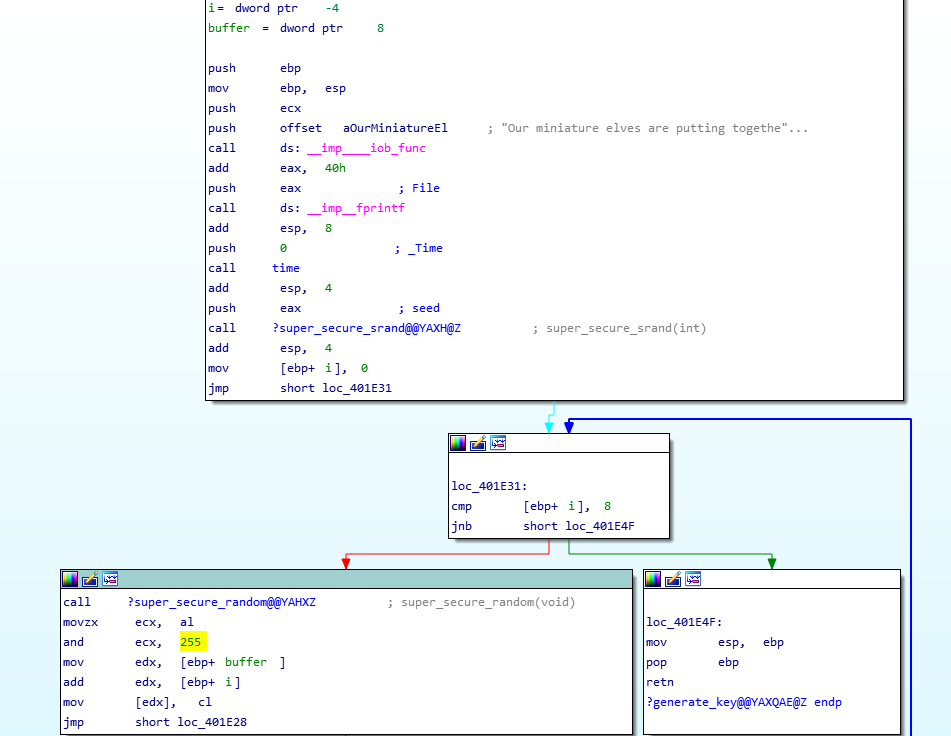 i= dword ptr -4
buffer = dword ptr 8
push ebp
mov ebp, esp
push ecx
push offset aOurMiniatureEl ; "Our miniature elves are putting togethe"...
call ds: __imp____iob_func
add eax, 40h
push eax ; File
call ds: __imp__fprintf
add esp, 8
push 0 ; _Time
call time
add esp, 4
push eax ; seed
call ?super_secure_srand@@YAXH@Z ; super_secure_srand(int)
add esp, 4
mov [ebp+ i], 0
jmp short loc_401E31
loc_401E31:
cmp [ebp+ i], 8
jnb short loc_401E4F
call ?super_secure_random@@YAHXZ ; super_secure_random(void)
movzx ecx, al
and ecx, 255
mov edx, [ebp+ buffer ]
add edx, [ebp+ i]
mov [edx], cl
jmp short loc_401E28
loc_401E4F:
mov esp, ebp
pop ebp
retn
?generate_key@@YAXQAE@Z endp